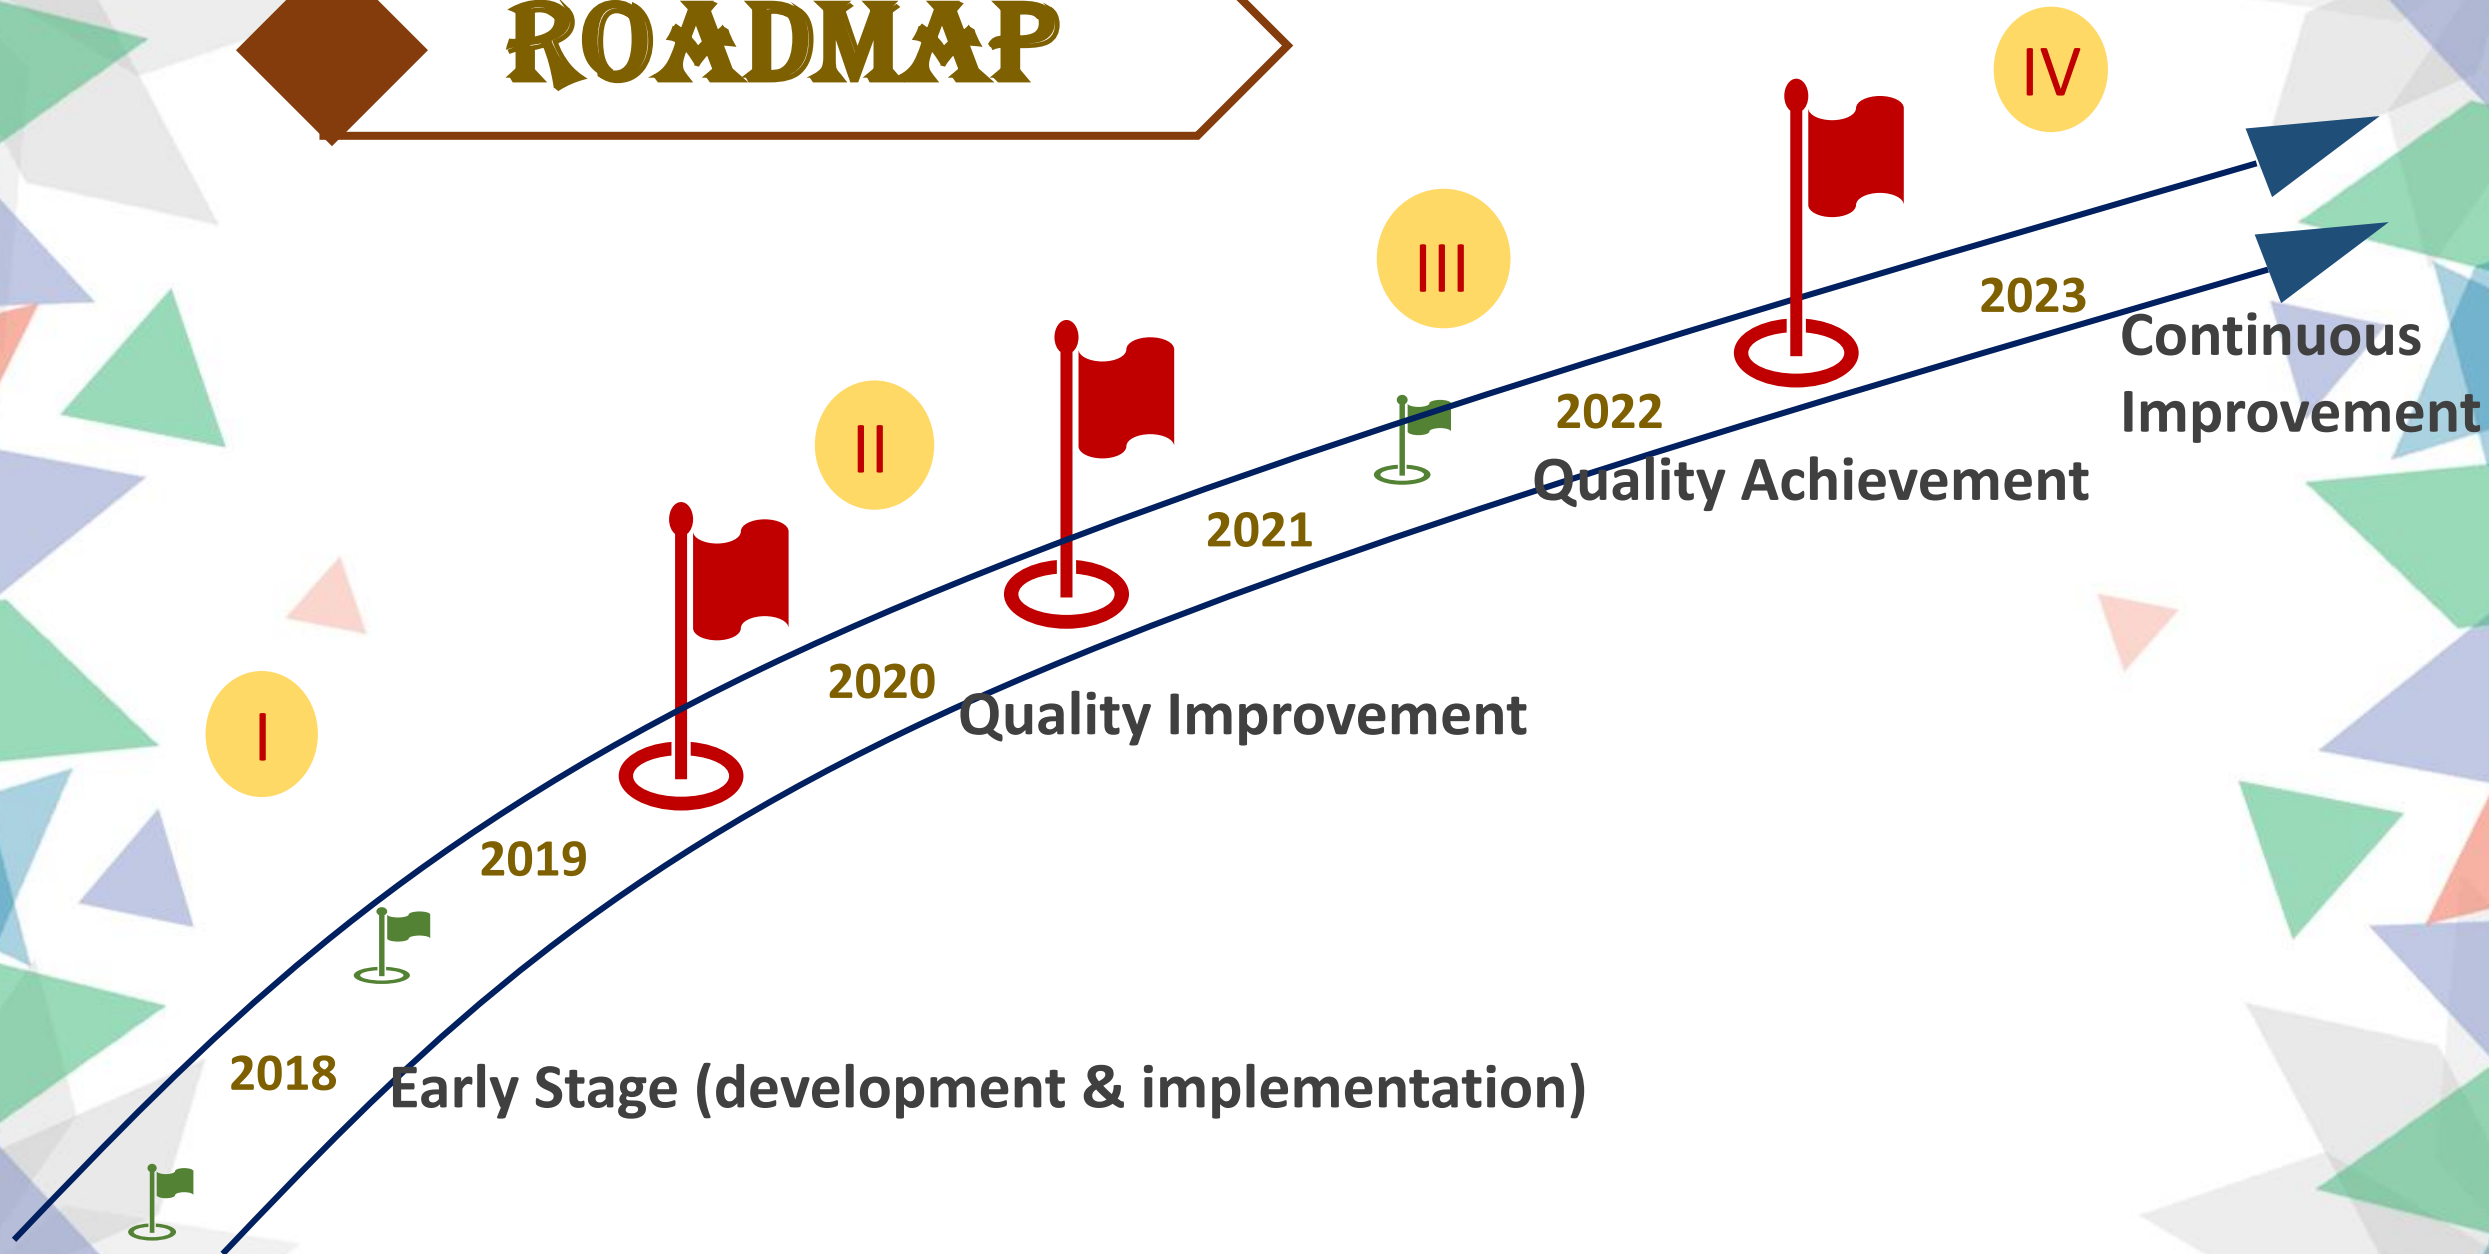 ROADMAP
IV
III
2023
Continuous
Improvement
2022
Quality Achievement
II
2021
2020
Quality Improvement
I
2019
2018
Early Stage (development & implementation)